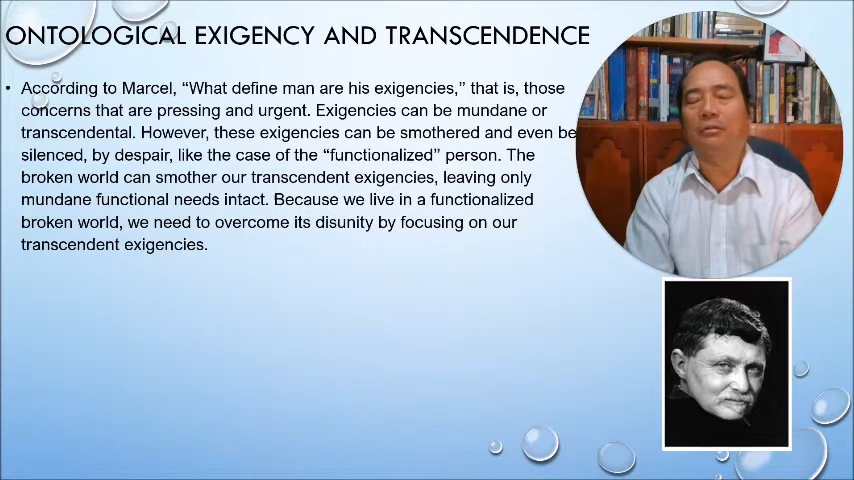 ONTOLOGICAL EXIGENCY AND TRANSCENDENCE
• According to Marcel, “What define man are his exigencies,” that is, those
concerns that are pressing and urgent. Exigencies can be mundane or
transcendental. However, these exigencies can be smothered and even be
silenced, by despair, like the case of the “functionalized” person. The
broken world can smother our transcendent exigencies, leaving only
mundane functional needs intact. Because we live in a functionalized
broken world, we need to overcome its disunity by focusing on our
transcendent exigencies.